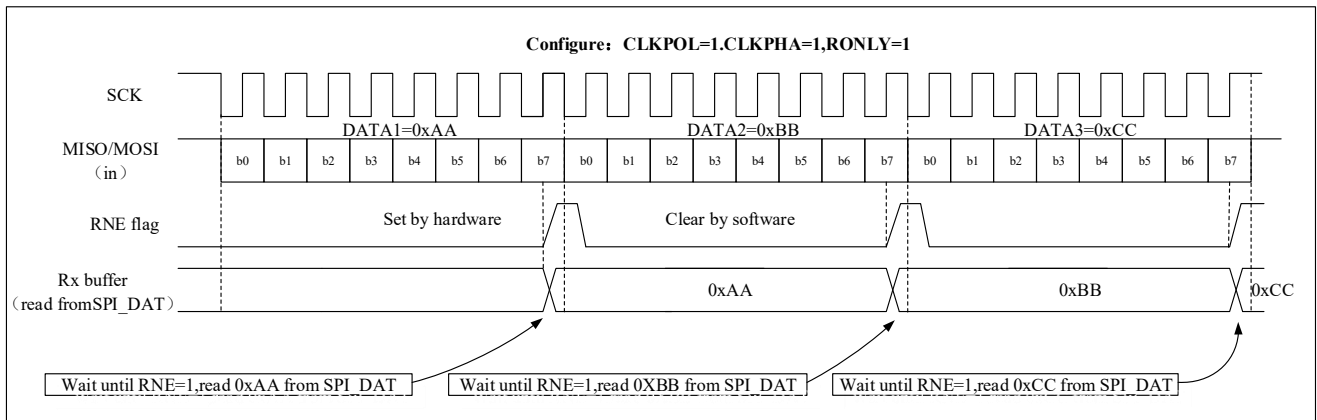 Configure：CLKPOL=1.CLKPHA=1,RONLY=1
SCK
DATA1=0xAA DATA2=0xBB DATA3=0xCC
MISO/MOSI
（in）
b0 b1 b2 b3 b4 b5 b6 b7 b0 b1 b2 b3 b4 b5 b6 b7 b0 b1 b2 b3 b4 b5 b6 b7
RNE flag
Set by hardware Clear by software
Rx buffer
（read fromSPI_DAT）
0xAA 0xBB 0xCC
Wait until RNE=1,read 0xAA from SPI_DAT Wait until RNE=1,read 0XBB from SPI_DAT Wait until RNE=1,read 0xCC from SPI_DAT